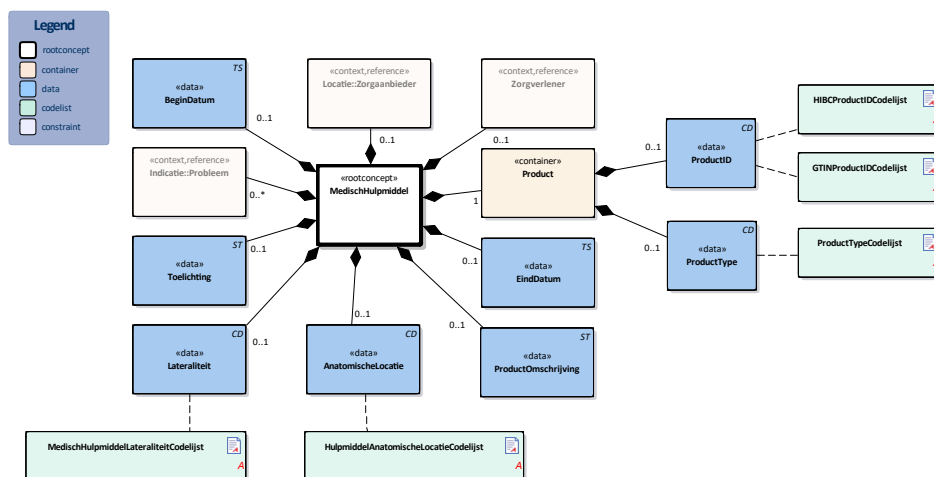 Legend
rootconcept
container
data
codelist
constraint
TS
«data»
BeginDatum
0..1
«context,reference»
Locatie::Zorgaanbieder
0..1
«context,reference»
Zorgverlener
0..1
«context,reference»
Indicatie::Probleem
0..*
«rootconcept»
MedischHulpmiddel
«container»
Product
1
CD
«data»
ProductID
0..1
HIBCProductIDCodelijst
GTINProductIDCodelijst
ST
«data»
Toelichting
0..1
TS
«data»
EindDatum
0..1
CD
«data»
ProductType
0..1
ProductTypeCodelijst
CD
«data»
Lateraliteit
0..1
CD
«data»
AnatomischeLocatie
0..1
ST
«data»
ProductOmschrijving
0..1
MedischHulpmiddelLateraliteitCodelijst
A
HulpmiddelAnatomischeLocatieCodelijst
A